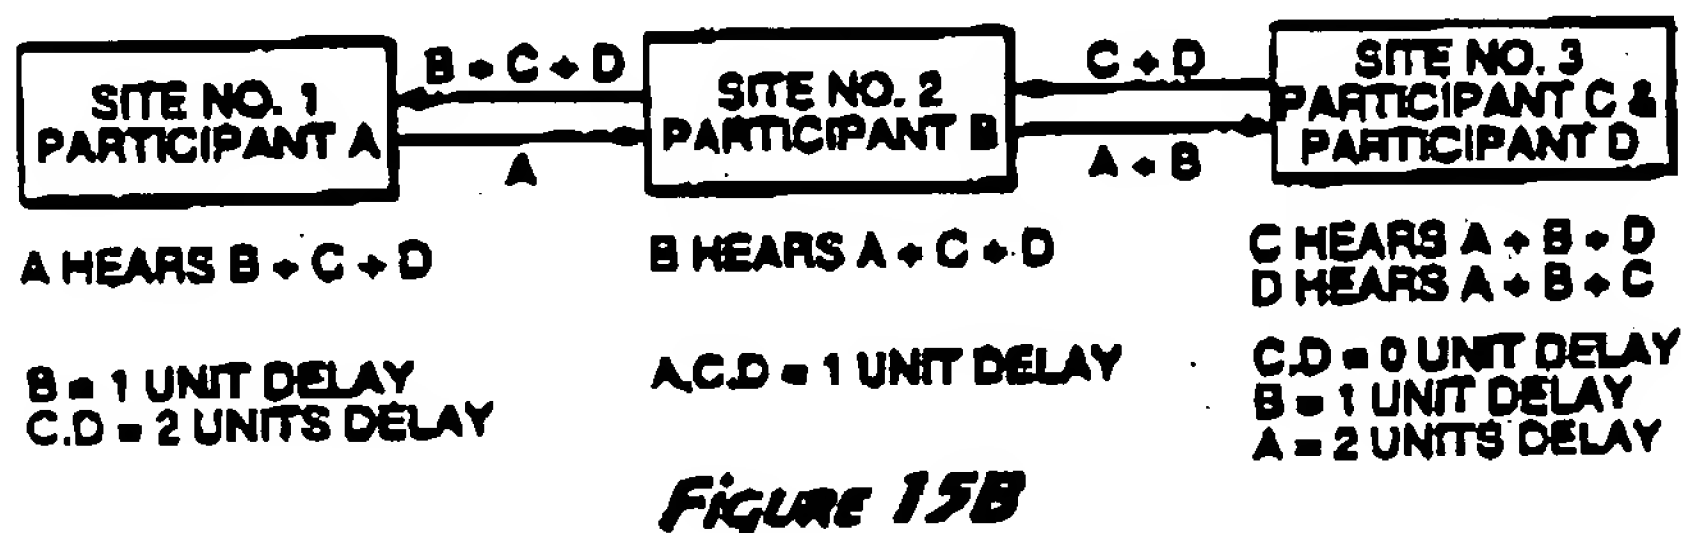 SITE NO. 1
PARTICIPANT A
B + C + D
A
SITE NO. 2
PARTICIPANT B
C + D
A + B
SITE NO. 3
PARTICIPANT C &
PARTICIPANT D
A HEARS B + C + D
B HEARS A + C + D
C HEARS A + B + D
D HEARS A + B + C
B = 1 UNIT DELAY
C.D = 2 UNITS DELAY
A.C.D = 1 UNIT DELAY
C.D = 0 UNIT DELAY
B = 1 UNIT DELAY
A = 2 UNITS DELAY
FIGURE 15B